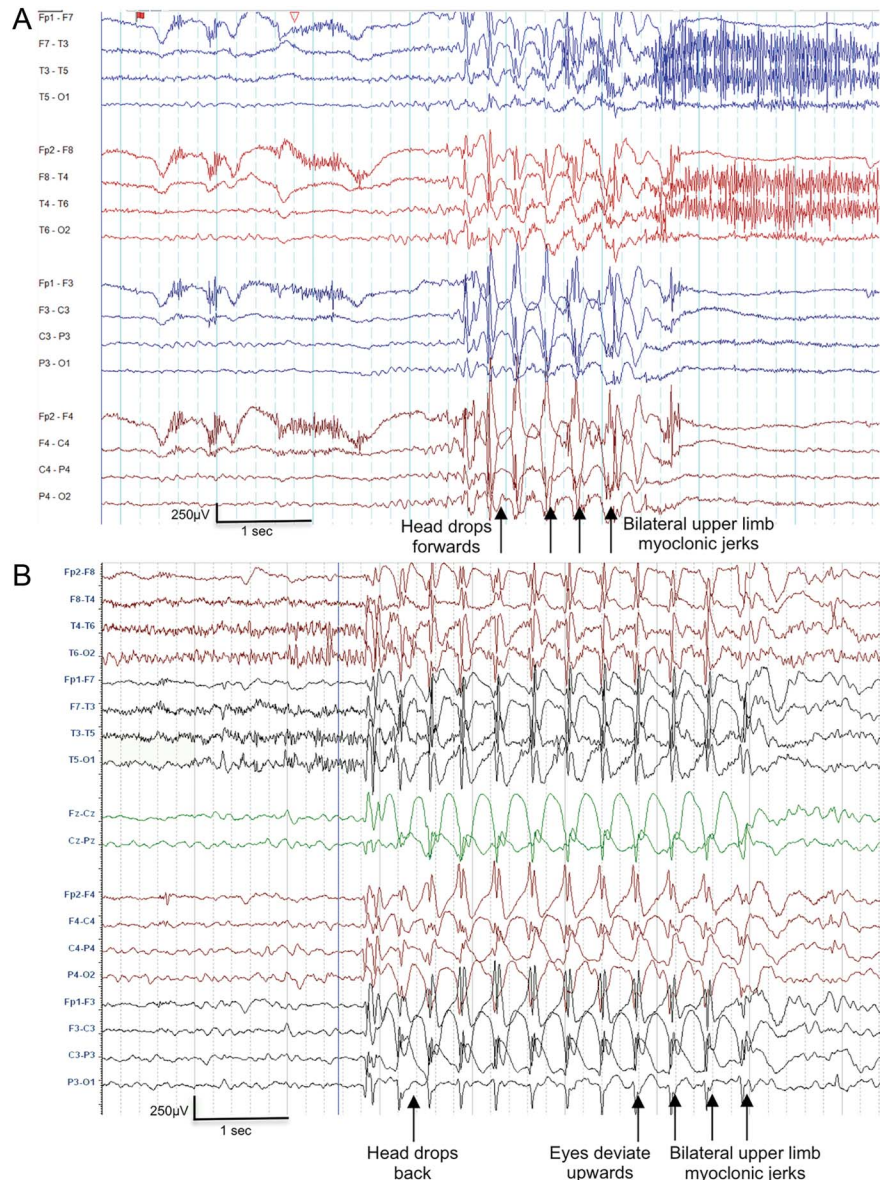 A
Fp1 - F7
F7 - T3
T3 - T5
T5 - O1
Fp2 - F8
F8 - T4
T4 - T6
T6 - O2
Fp1 - F3
F3 - C3
C3 - P3
P3 - O1
Fp2 - F4
F4 - C4
C4 - P4
P4 - O2
250µV
1 sec
Head drops
forwards
Bilateral upper limb
myoclonic jerks
B
Fp2-F8
F8-T4
T4-T6
T6-O2
Fp1-F7
F7-T3
T3-T5
T5-O1
Fz-Cz
Cz-Pz
Fp2-F4
F4-C4
C4-P4
P4-O2
Fp1-F3
F3-C3
C3-P3
P3-O1
250µV
1 sec
Head drops
back
Eyes deviate
upwards
Bilateral upper limb
myoclonic jerks